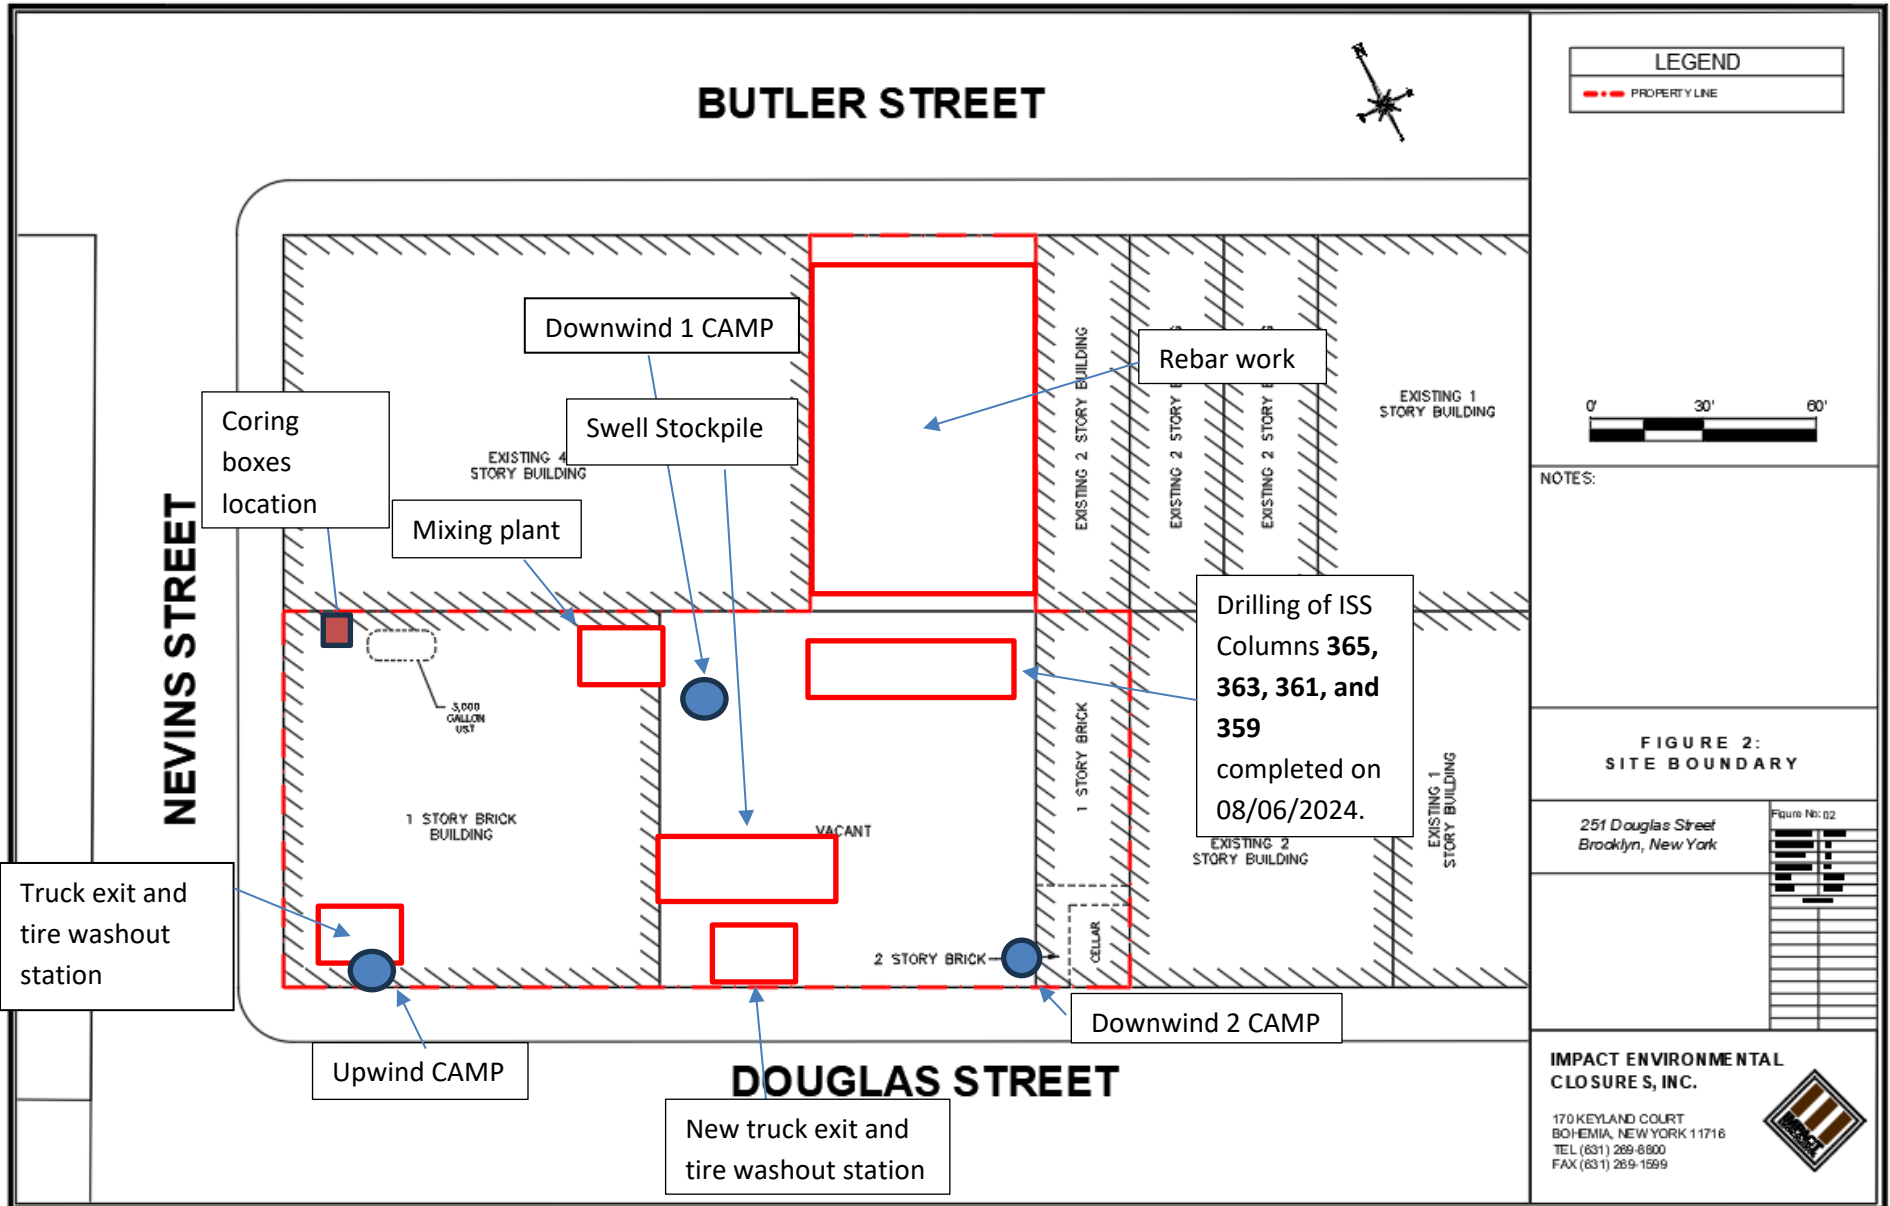 BUTLER STREET
N
LEGEND
PROPERTY LINE
Downwind 1 CAMP
Rebar work
Swell Stockpile
Coring
boxes
location
EXISTING 4
STORY BUILDING
Mixing plant
EXISTING 2 STORY BUILDING
EXISTING 2 STORY
EXISTING 2 STORY
EXISTING 1
STORY BUILDING
0' 30' 60'
NOTES:
NEVINS STREET
Drilling of ISS
Columns 365,
363, 361, and
359
completed on
08/06/2024.
3,000
GALLON
UST
1 STORY BRICK
BUILDING
VACANT
1 STORY BRICK
EXISTING 2
STORY BUILDING
EXISTING 1
STORY BUILDING
FIGURE 2:
SITE BOUNDARY
251 Douglas Street
Brooklyn, New York
Figure No: 02
Truck exit and
tire washout
station
2 STORY BRICK
CELLAR
Downwind 2 CAMP
Upwind CAMP
DOUGLAS STREET
New truck exit and
tire washout station
IMPACT ENVIRONMENTAL
CLOSURES, INC.
170 KEYLAND COURT
BOHEMIA, NEW YORK 11716
TEL (631) 269-8800
FAX (631) 269-1599